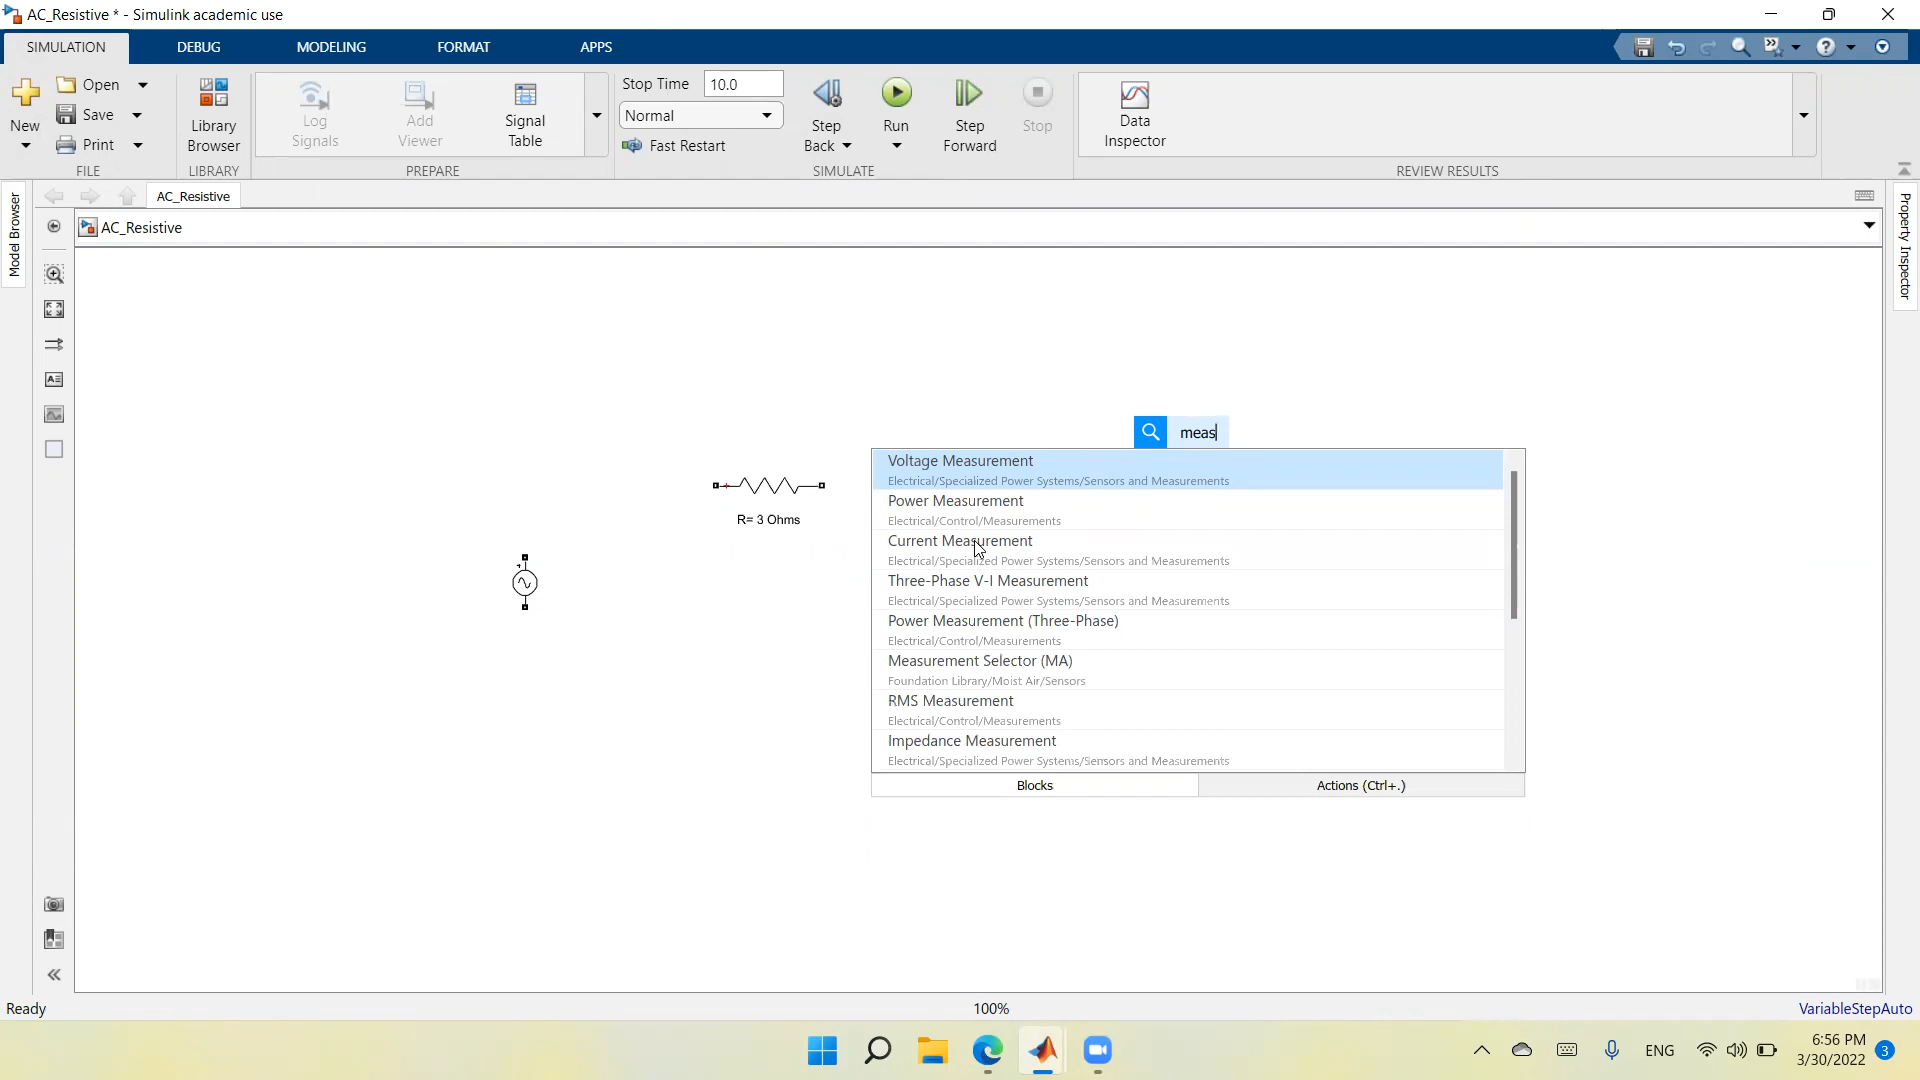 AC_Resistive * - Simulink academic use
SIMULATION
DEBUG
MODELING
FORMAT
APPS
New
Open
Save
Print
FILE
Library
Browser
LIBRARY
Log
Signals
Add
Viewer
Signal
Table
PREPARE
Stop Time
10.0
Normal
Fast Restart
Step
Back
Run
Step
Forward
Stop
SIMULATE
Data
Inspector
REVIEW RESULTS
Model Browser
AC_Resistive
AC_Resistive
Property Inspector
R= 3 Ohms
meas
Voltage Measurement
Electrical/Specialized Power Systems/Sensors and Measurements
Power Measurement
Electrical/Control/Measurements
Current Measurement
Electrical/Specialized Power Systems/Sensors and Measurements
Three-Phase V-I Measurement
Electrical/Specialized Power Systems/Sensors and Measurements
Power Measurement (Three-Phase)
Electrical/Control/Measurements
Measurement Selector (MA)
Foundation Library/Moist Air/Sensors
RMS Measurement
Electrical/Control/Measurements
Impedance Measurement
Electrical/Specialized Power Systems/Sensors and Measurements
Blocks
Actions (Ctrl+.)
Ready
100%
VariableStepAuto
ENG
6:56 PM
3/30/2022
3